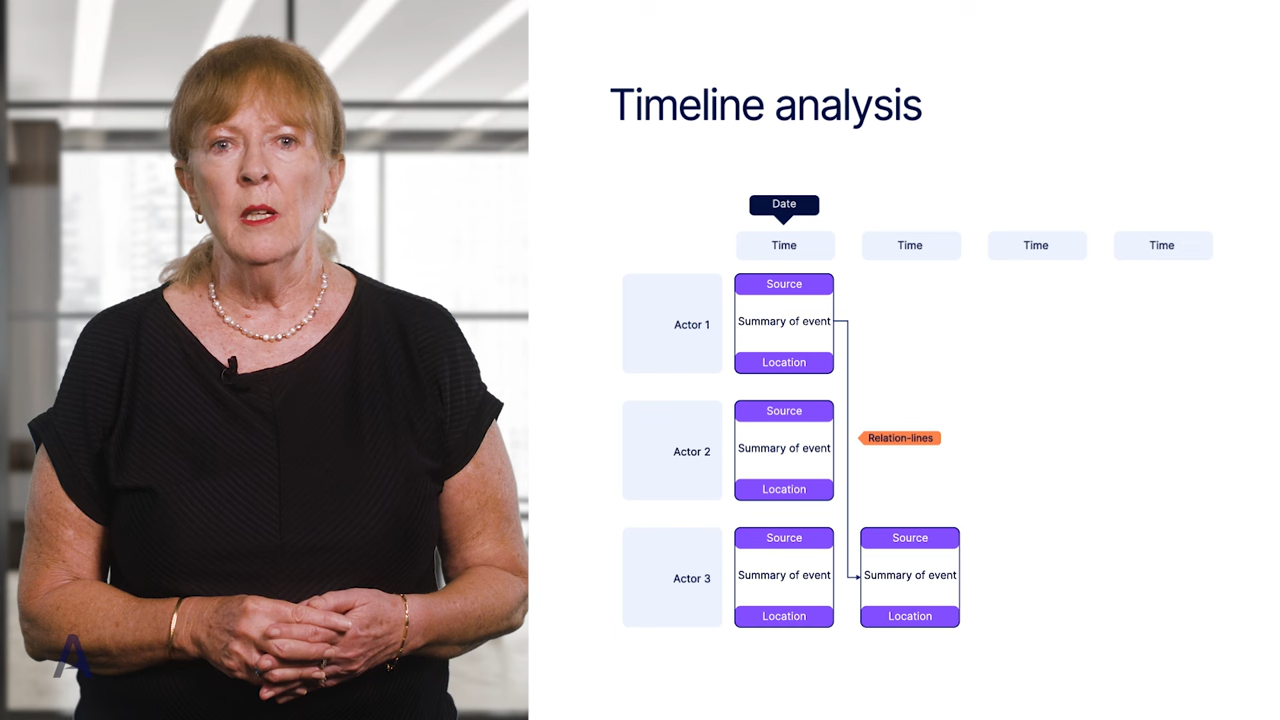 Timeline analysis
Date
Time Time Time Time
Source
Actor 1 Summary of event
Location
Source
Relation-lines
Actor 2 Summary of event
Location
Source Source
Actor 3 Summary of event Summary of event
Location Location
A